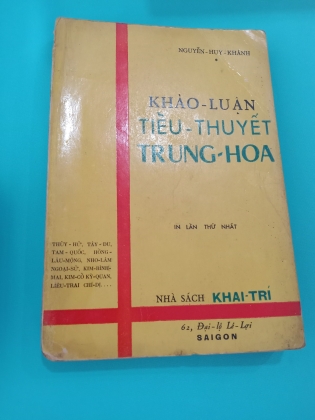 NGUYỄN-HUY-KHÁNH
KHẢO-LUẬN
TIỂU-THUYẾT
TRUNG-HOA
IN LẦN THỨ NHẤT
THỦY-HỬ, TÂY-DU,
TAM-QUỐC, HỒNG-
LÂU-MỘNG, NHO-LÂM
NGOẠI-SỬ, KIM-BÌNH-
MAI, KIM-CỔ KỲ-QUAN,
LIÊU-TRAI CHÍ-DỊ, ...
NHÀ SÁCH KHAI-TRÍ
62, Đại-lộ Lê-Lợi
SAIGON